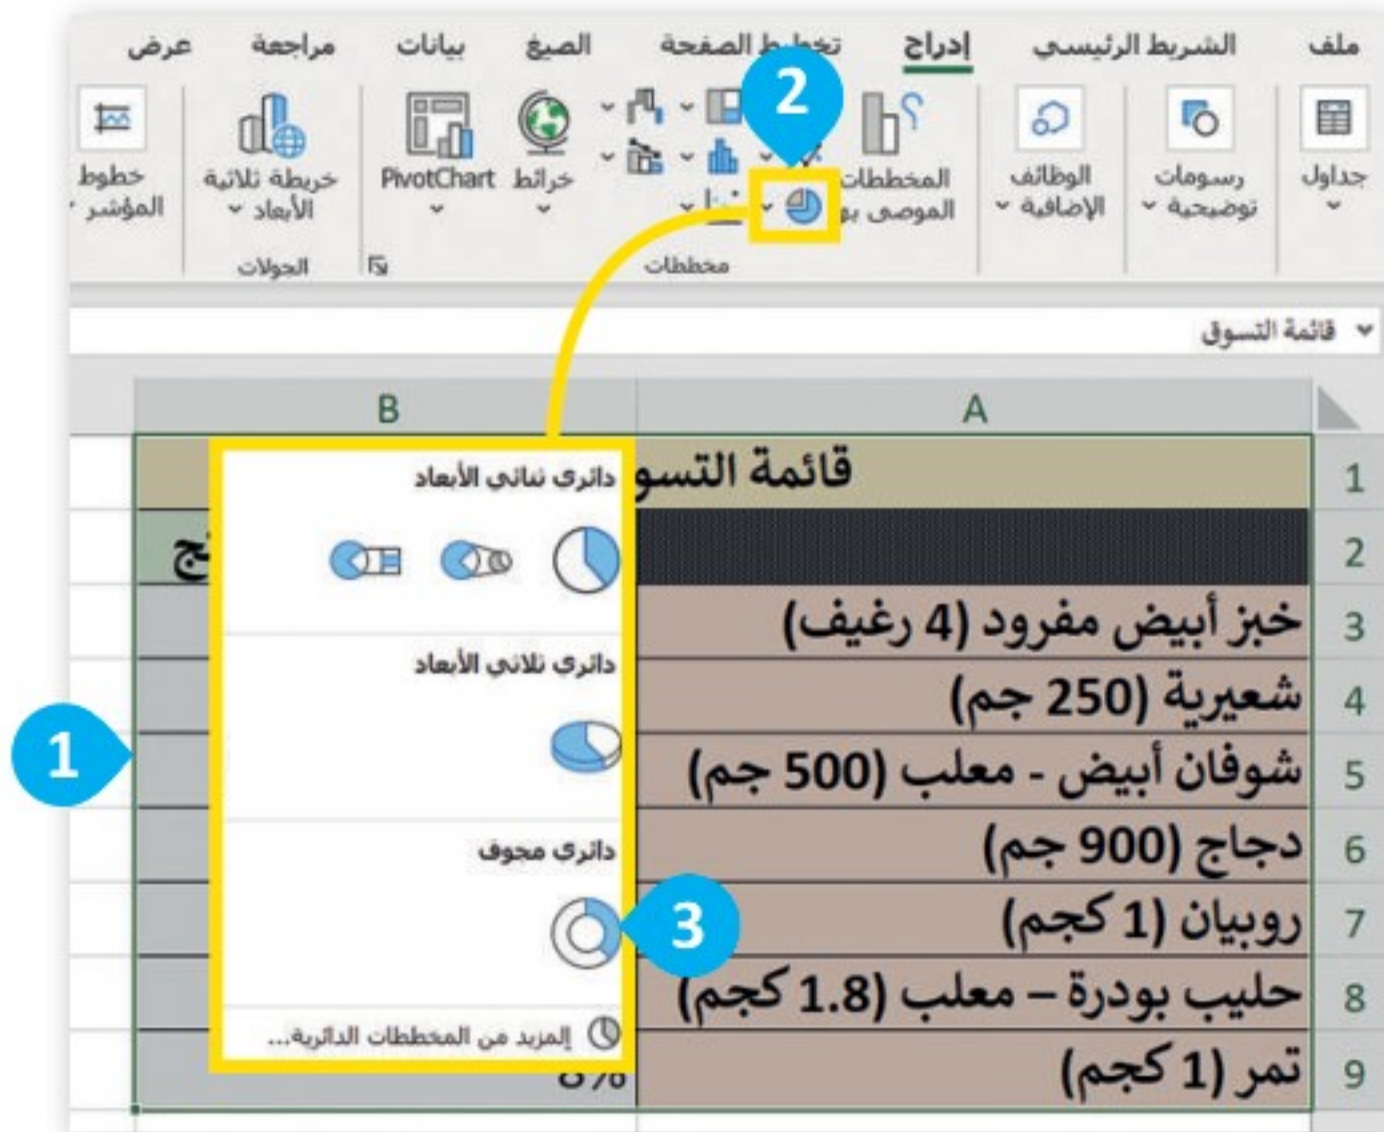 ملف الشريط الرئيسي إدراج تخطيط الصفحة الصيغ بيانات مراجعة عرض
2
جداول
رسومات توضيحية
الوظائف الإضافية
المخططات الموصى بو
خرائط
PivotChart
خريطة ثلاثية الأبعاد
خطوط المؤشر
مخططات
الجولات
قائمة التسوق
A B
1 قائمة التسو
2 ج
3 خبز أبيض مفرود (4 رغيف)
4 شعيرية (250 جم)
5 شوفان أبيض - معلب (500 جم)
6 دجاج (900 جم)
7 روبيان (1 كجم)
8 حليب بودرة – معلب (1.8 كجم)
9 تمر (1 كجم) 8%
دائري ثنائي الأبعاد
دائري ثلاثي الأبعاد
دائري مجوف
إلمزيد من المخططات الدائرية...
1
3